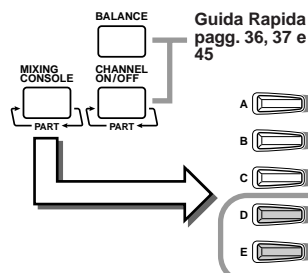 BALANCE
Guida Rapida
pagg. 36, 37 e
45
MIXING
CONSOLE
CHANNEL
ON/OFF
PART
PART
A
B
C
D
E